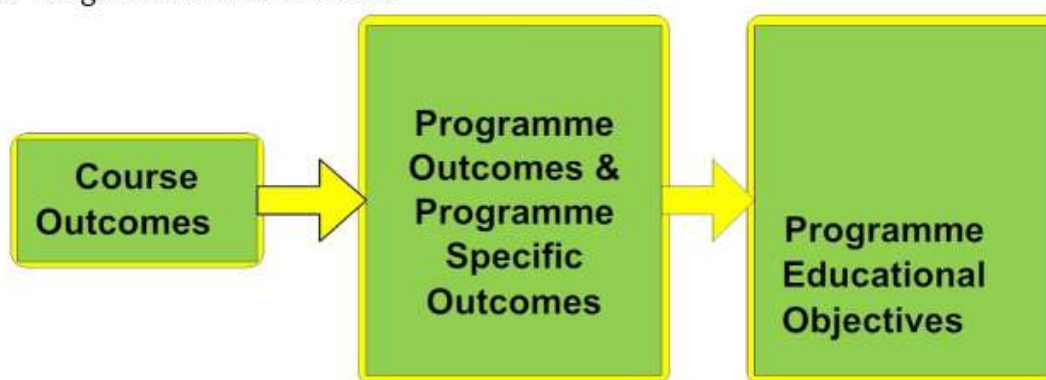 Course
Outcomes
Programme
Outcomes &
Programme
Specific
Outcomes
Programme
Educational
Objectives